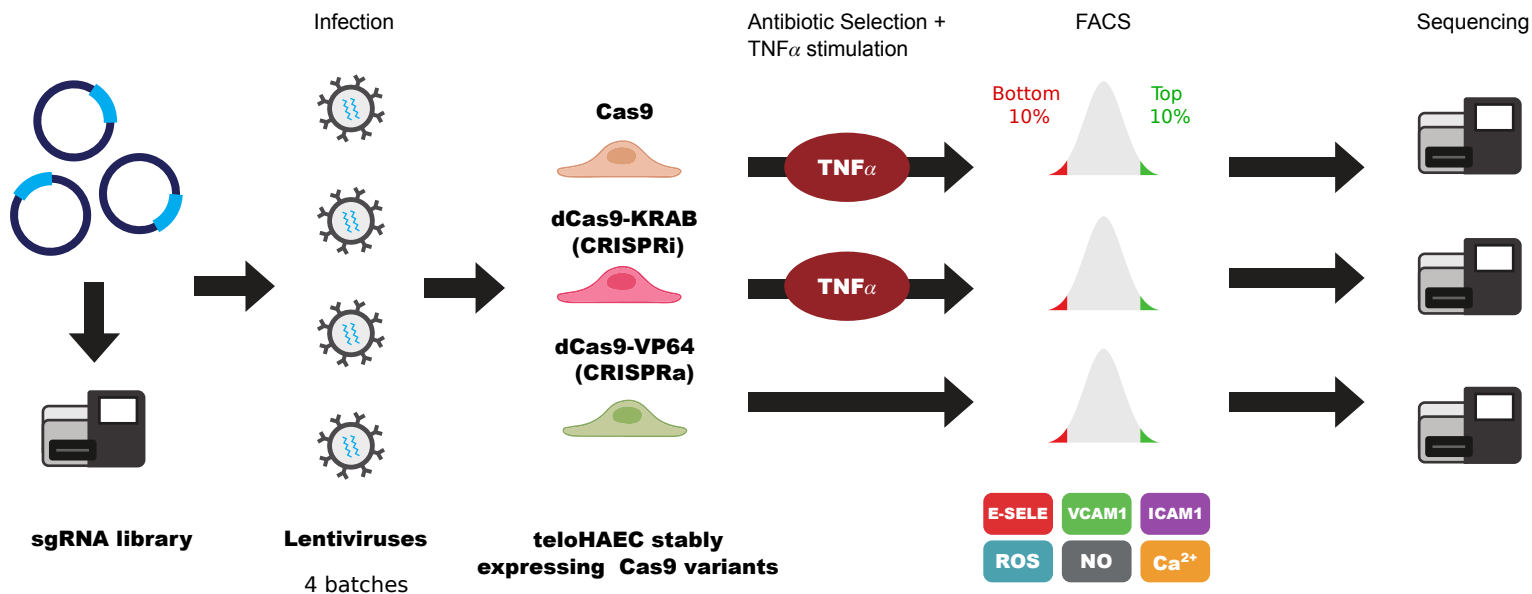 Infection
Antibiotic Selection +
TNFα stimulation
FACS
Sequencing
Bottom
10%
Top
10%
Cas9
TNFα
dCas9-KRAB
(CRISPRi)
TNFα
dCas9-VP64
(CRISPRa)
E-SELE
VCAM1
ICAM1
ROS
NO
Ca²⁺
sgRNA library
Lentiviruses
4 batches
teloHAEC stably
expressing Cas9 variants